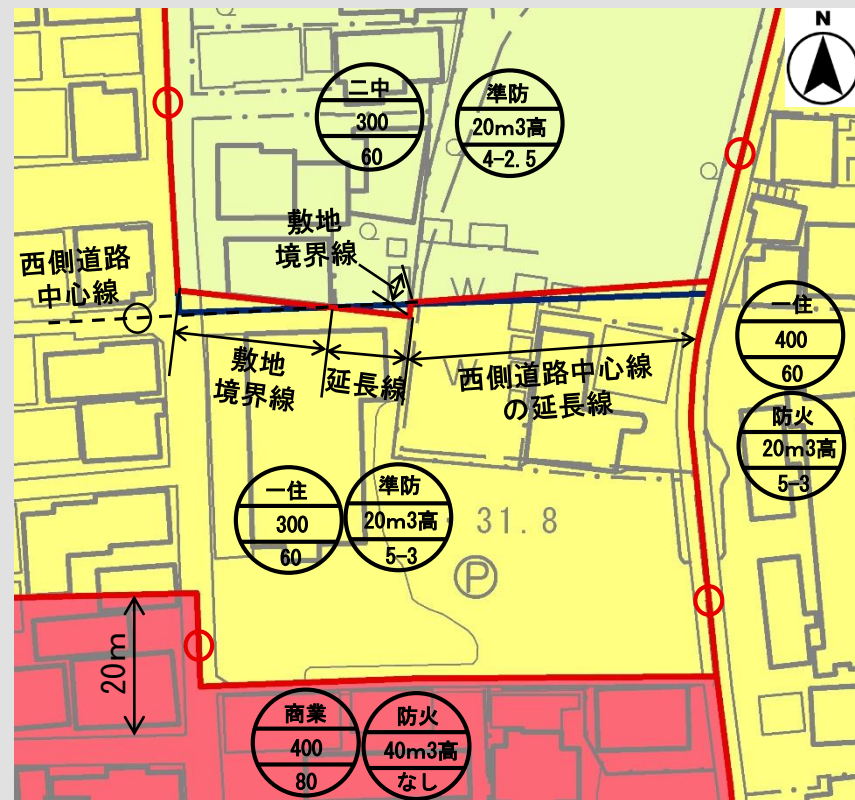 N
二中
300
60
準防
20m3高
4-2.5
敷地
境界線
西側道路
中心線
W
一住
400
60
敷地
境界線
延長線
W
西側道路中心線
の延長線
防火
20m3高
5-3
一住
300
60
準防
20m3高
5-3
31.8
P
20m
商業
400
80
防火
40m3高
なし